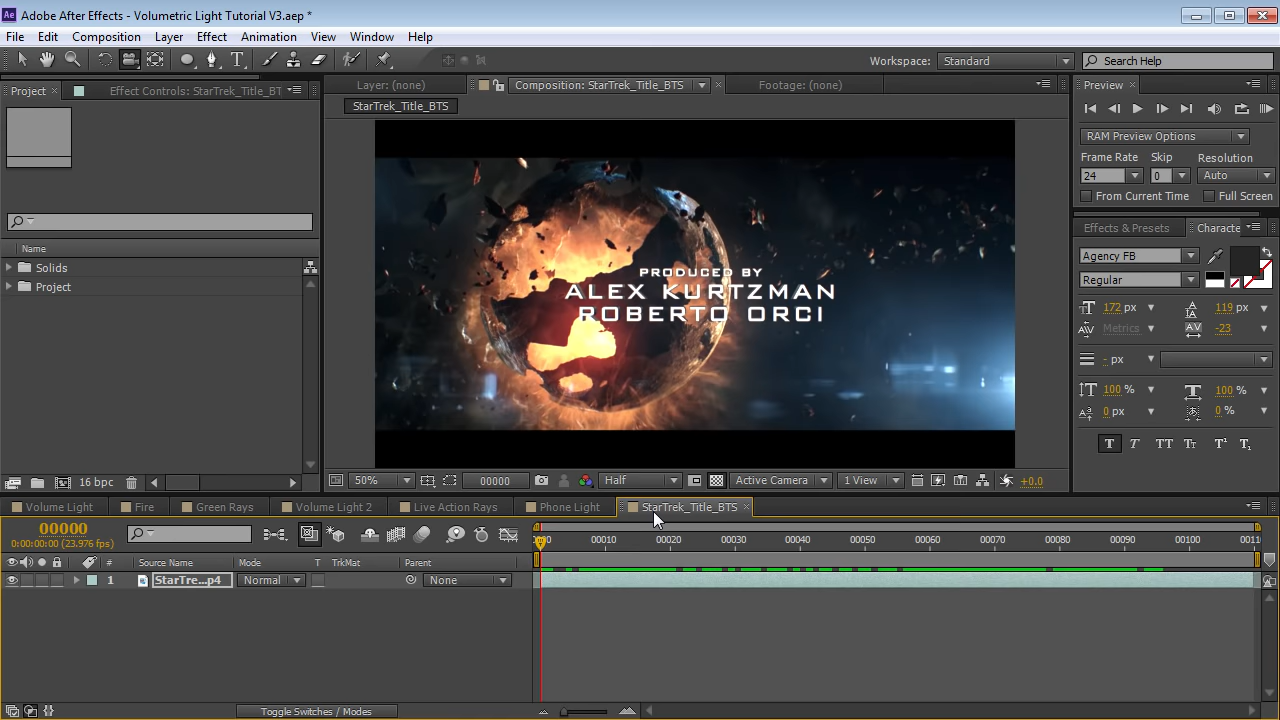 Adobe After Effects - Volumetric Light Tutorial V3.aep *
File Edit Composition Layer Effect Animation View Window Help
Workspace: Standard Search Help
Project Effect Controls: StarTrek_Title_BT
Layer: (none) Composition: StarTrek_Title_BTS Footage: (none)
Preview
StarTrek_Title_BTS
RAM Preview Options
Frame Rate Skip Resolution
24 0 Auto
From Current Time Full Screen
Effects & Presets Characte
Name
Solids
Project
Agency FB
Regular
172 px 119 px
Metrics -23
- px
100 % 100 %
0 px 0 %
T T TT Tt T¹ T₁
PRODUCED BY
ALEX KURTZMAN
ROBERTO ORCI
16 bpc
50% 00000 Half Active Camera 1 View +0.0
Volume Light Fire Green Rays Volume Light 2 Live Action Rays Phone Light StarTrek_Title_BTS
00000
0:00:00:00 (23.976 fps)
00010 00020 00030 00040 00050 00060 00070 00080 00090 00100
# Source Name Mode T TrkMat Parent
1 StarTre...p4 Normal None
Toggle Switches / Modes